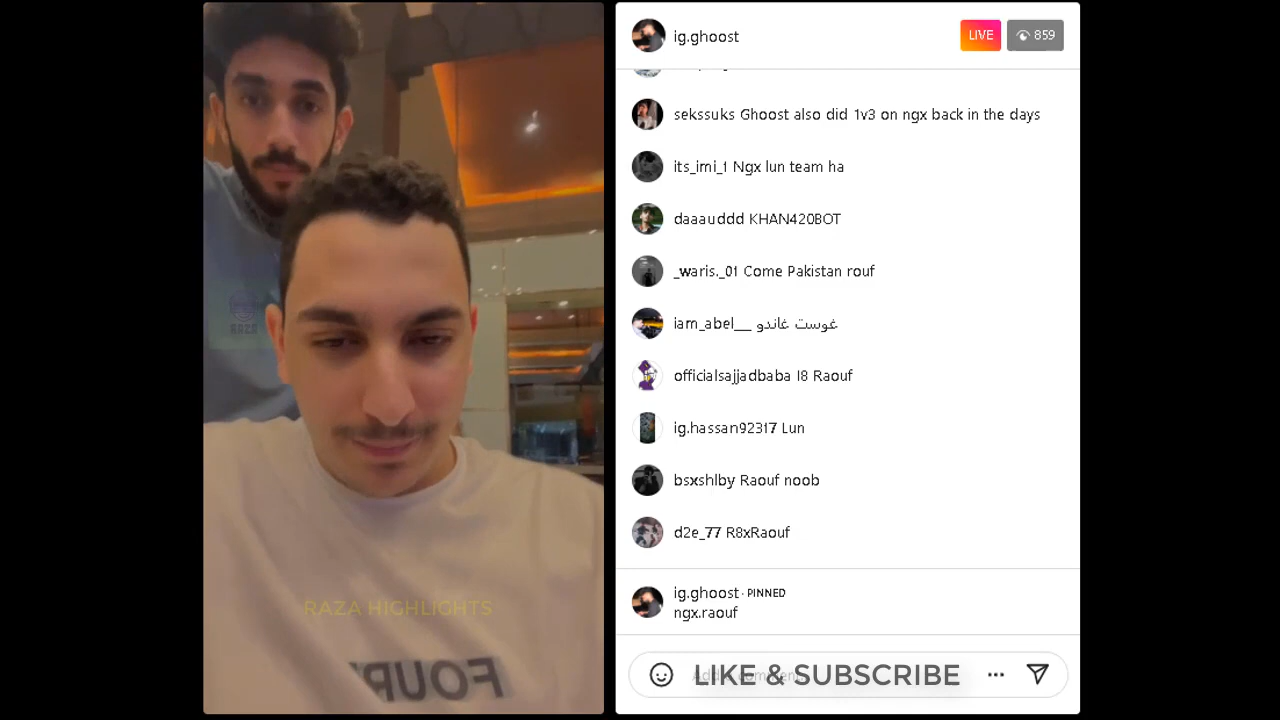 ig.ghoost
LIVE
859
sekssuks Ghoost also did 1v3 on ngx back in the days
its_imi_1 Ngx lun team ha
daaauddd KHAN420BOT
_waris._01 Come Pakistan rouf
iam_abel__ غوست غاندو
officialsajjadbaba I8 Raouf
ig.hassan92317 Lun
bsxshlby Raouf noob
d2e_77 R8xRaouf
ig.ghoost · PINNED
ngx.raouf
LIKE & SUBSCRIBE
RAZA
RAZA HIGHLIGHTS